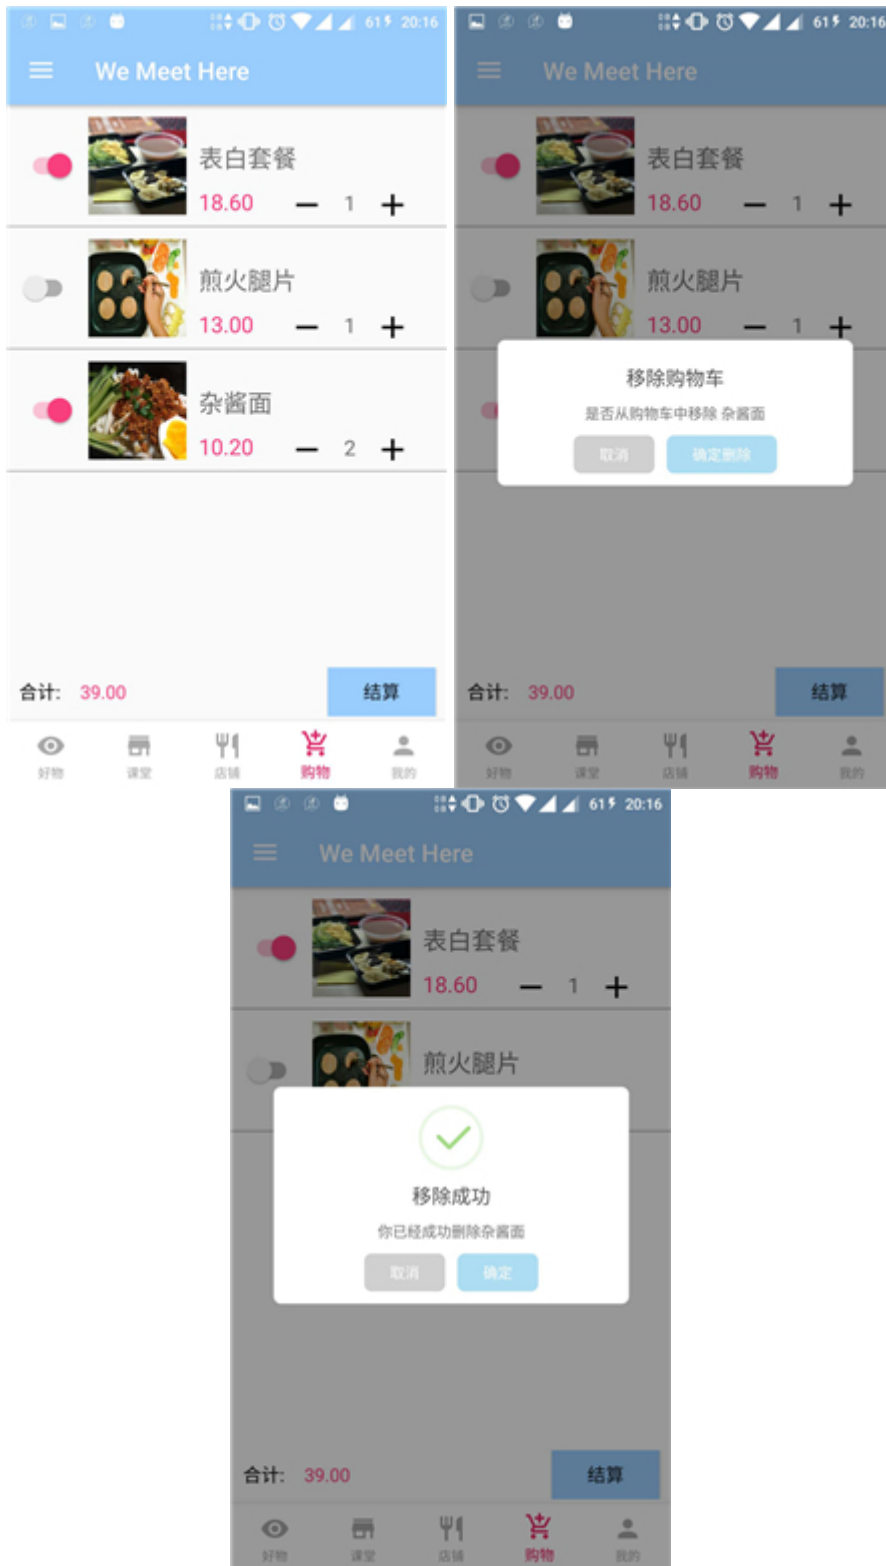 61 20:16
We Meet Here
表白套餐
18.60 — 1 +
煎火腿片
13.00 — 1 +
杂酱面
10.20 — 2 +
合计: 39.00 结算
好物 课堂 店铺 购物 我的
61 20:16
We Meet Here
表白套餐
18.60 — 1 +
煎火腿片
13.00 — 1 +
移除购物车
是否从购物车中移除 杂酱面
取消 确定删除
合计: 39.00 结算
好物 课堂 店铺 购物 我的
61 20:16
We Meet Here
表白套餐
18.60 — 1 +
煎火腿片
移除成功
你已经成功删除杂酱面
取消 确定
合计: 39.00 结算
好物 课堂 店铺 购物 我的